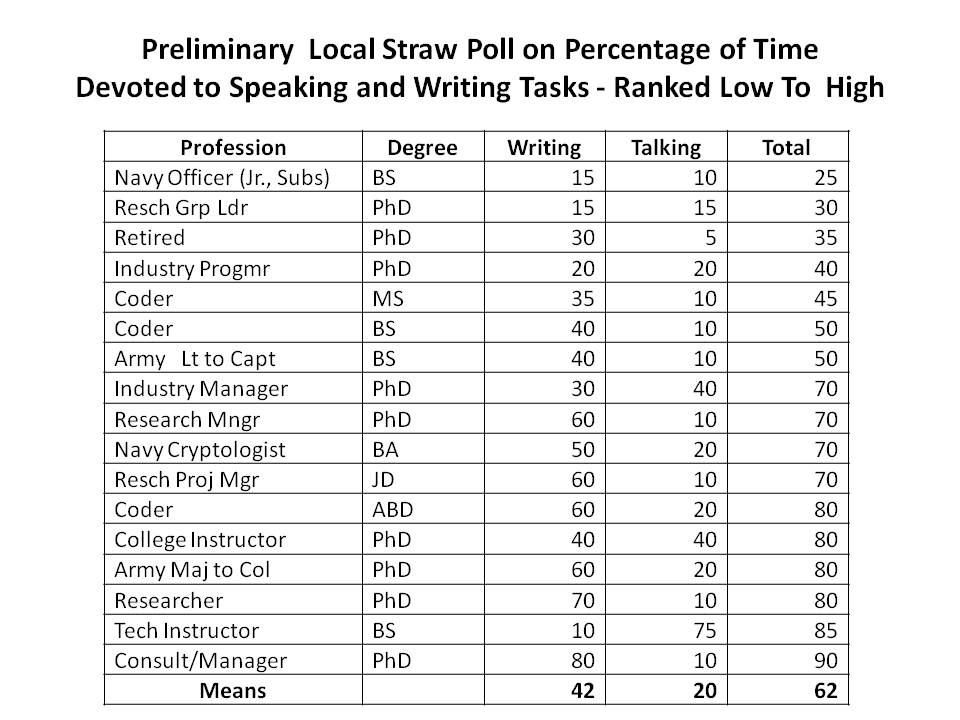 Preliminary Local Straw Poll on Percentage of Time
Devoted to Speaking and Writing Tasks - Ranked Low To High
Profession Degree Writing Talking Total
Navy Officer (Jr., Subs) BS 15 10 25
Resch Grp Ldr PhD 15 15 30
Retired PhD 30 5 35
Industry Progmr PhD 20 20 40
Coder MS 35 10 45
Coder BS 40 10 50
Army Lt to Capt BS 40 10 50
Industry Manager PhD 30 40 70
Research Mngr PhD 60 10 70
Navy Cryptologist BA 50 20 70
Resch Proj Mgr JD 60 10 70
Coder ABD 60 20 80
College Instructor PhD 40 40 80
Army Maj to Col PhD 60 20 80
Researcher PhD 70 10 80
Tech Instructor BS 10 75 85
Consult/Manager PhD 80 10 90
Means 42 20 62